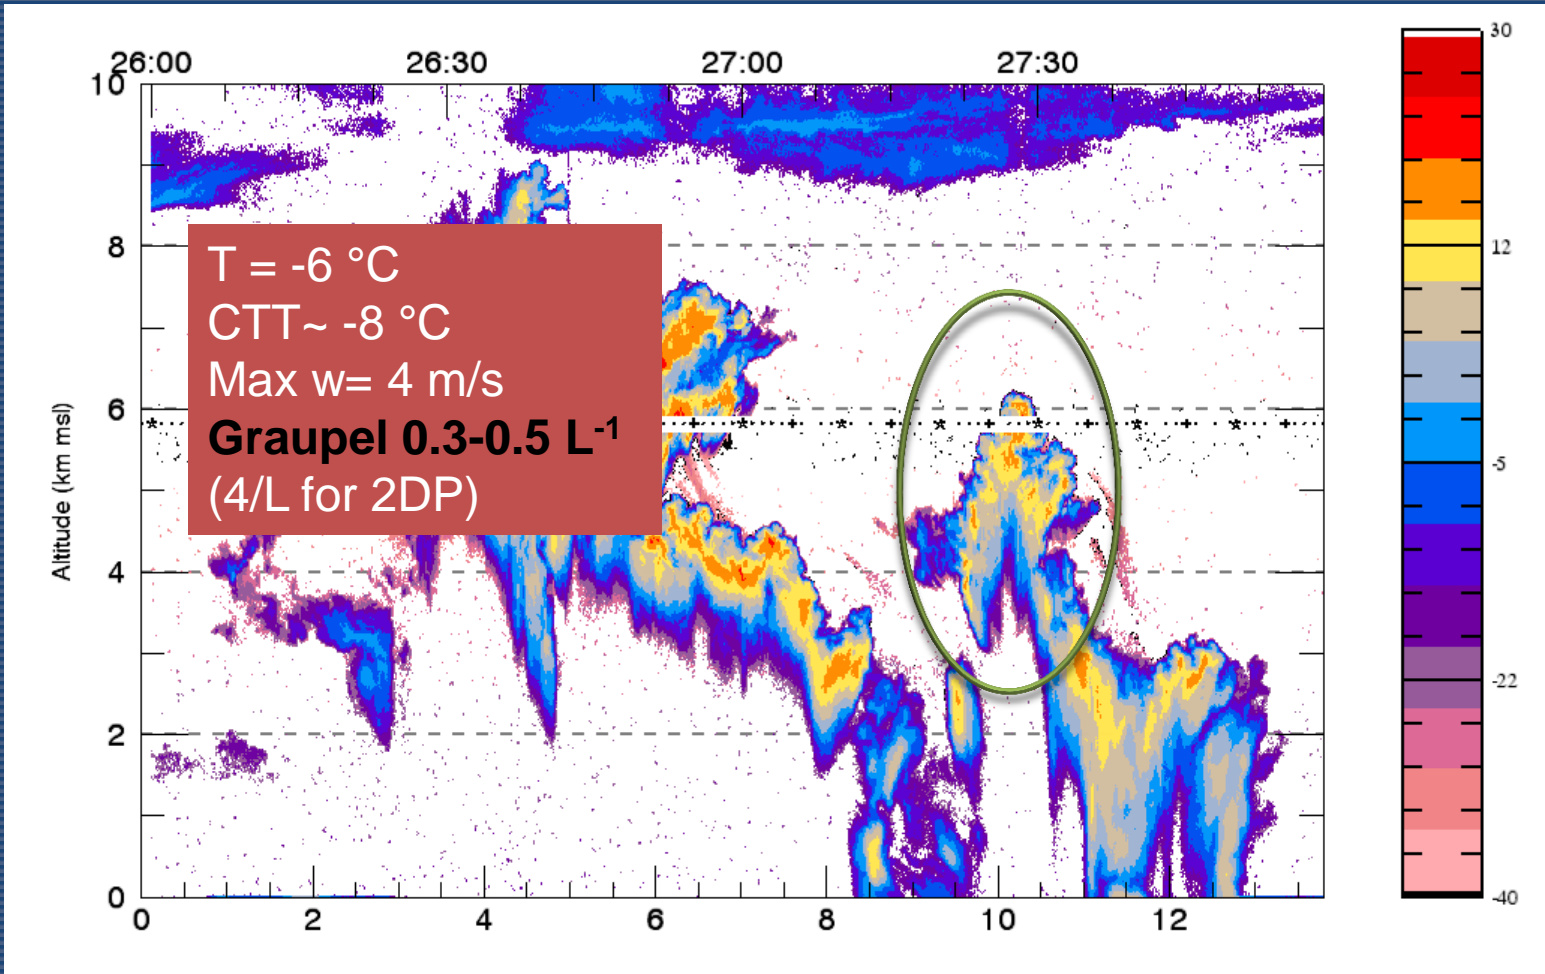 26:00 26:30 27:00 27:30
10
8
6
4
2
0
Altitude (km msl)
0 2 4 6 8 10 12
T = -6 °C
CTT~ -8 °C
Max w= 4 m/s
Graupel 0.3-0.5 L-1
(4/L for 2DP)
30
12
-5
-22
-40